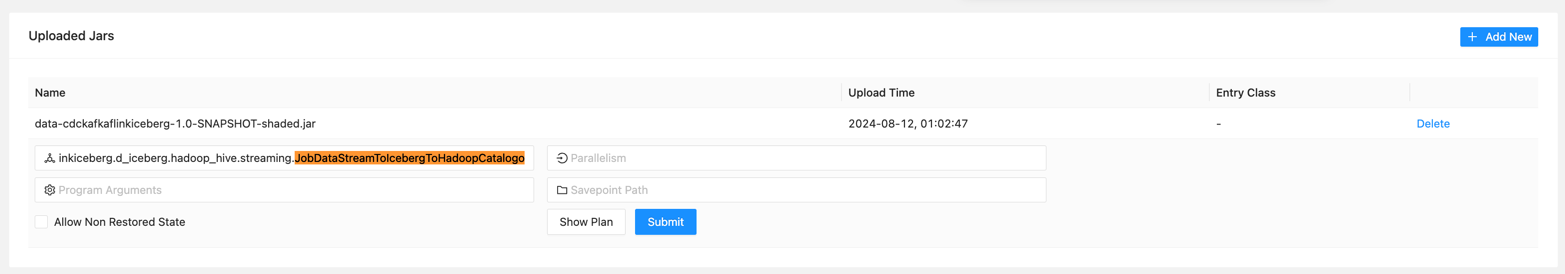 Uploaded Jars
Add New
Name Upload Time Entry Class
data-cdckafkaflinkiceberg-1.0-SNAPSHOT-shaded.jar 2024-08-12, 01:02:47 - Delete
inkiceberg.d_iceberg.hadoop_hive.streaming.JobDataStreamToIcebergToHadoopCatalogo Parallelism
Program Arguments Savepoint Path
Allow Non Restored State Show Plan Submit